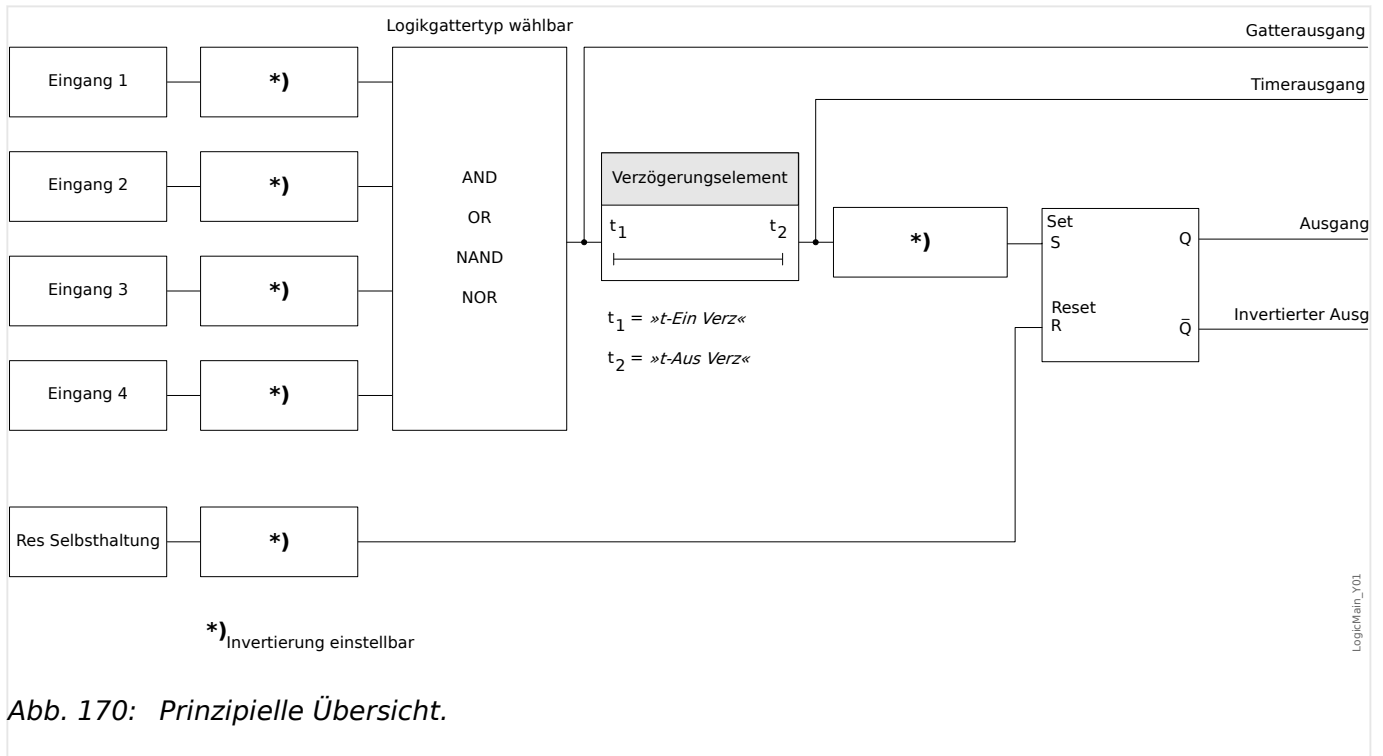 Logikgattertyp wählbar
Gatterausgang
Eingang 1
*)
Timerausgang
Eingang 2
*)
AND
Verzögerungselement
OR
t1
t2
*)
Set
S
Q
Ausgang
NAND
Eingang 3
*)
NOR
Reset
R
Q̄
Invertierter Ausg
t1 = »t-Ein Verz«
t2 = »t-Aus Verz«
Eingang 4
*)
Res Selbsthaltung
*)
*) Invertierung einstellbar
LogicMain_Y01
Abb. 170: Prinzipielle Übersicht.